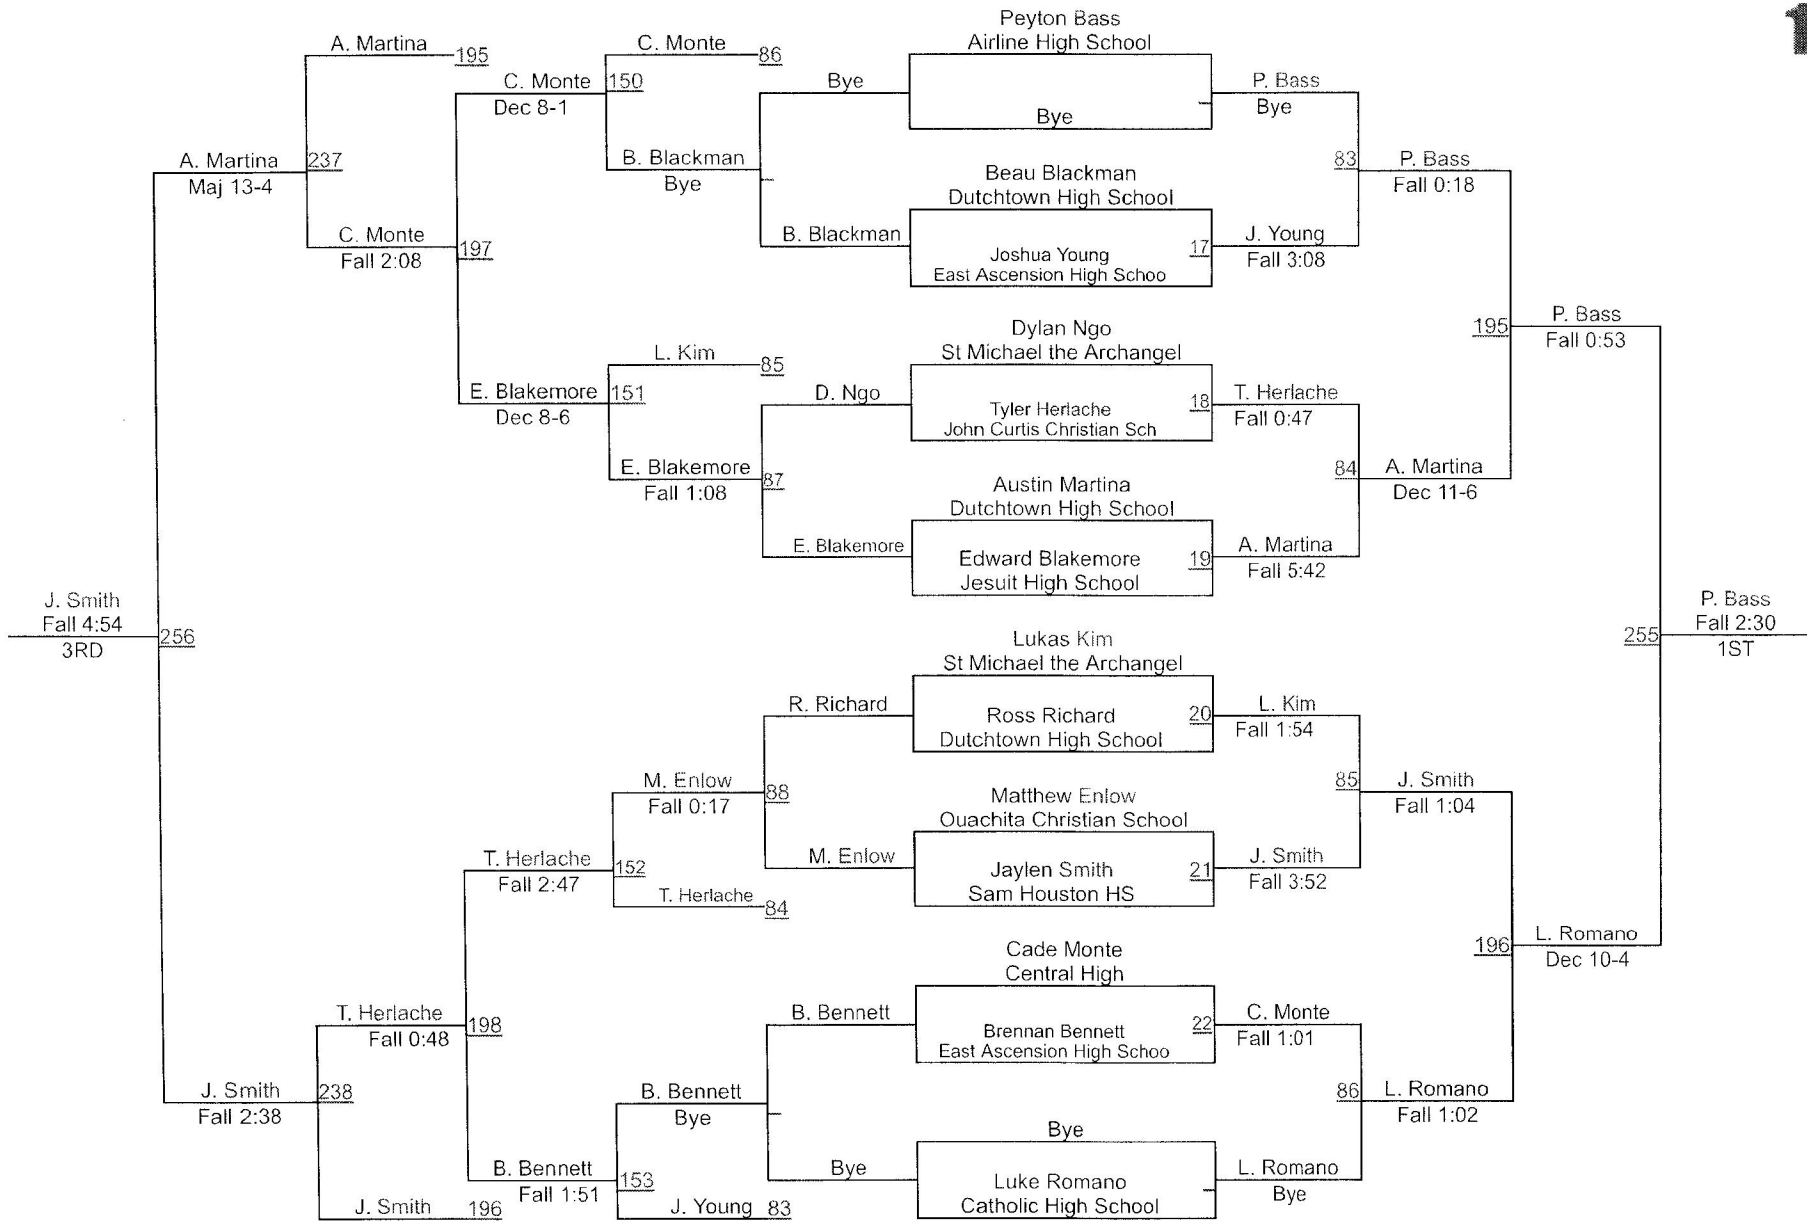 Peyton Bass
Airline High School
1
A. Martina
195
C. Monte
86
C. Monte
150
Dec 8-1
Bye
P. Bass
Bye
Bye
B. Blackman
Bye
83
P. Bass
Fall 0:18
A. Martina
237
Maj 13-4
Beau Blackman
Dutchtown High School
B. Blackman
Joshua Young
East Ascension High Schoo
17
J. Young
Fall 3:08
C. Monte
Fall 2:08
197
Dylan Ngo
St Michael the Archangel
195
P. Bass
Fall 0:53
L. Kim
85
D. Ngo
Tyler Herlache
John Curtis Christian Sch
18
T. Herlache
Fall 0:47
E. Blakemore
151
Dec 8-6
E. Blakemore
Fall 1:08
87
84
A. Martina
Dec 11-6
Austin Martina
Dutchtown High School
E. Blakemore
Edward Blakemore
Jesuit High School
19
A. Martina
Fall 5:42
J. Smith
Fall 4:54
3RD
256
255
P. Bass
Fall 2:30
1ST
Lukas Kim
St Michael the Archangel
R. Richard
Ross Richard
Dutchtown High School
20
L. Kim
Fall 1:54
M. Enlow
Fall 0:17
88
85
J. Smith
Fall 1:04
Matthew Enlow
Ouachita Christian School
T. Herlache
Fall 2:47
152
M. Enlow
Jaylen Smith
Sam Houston HS
21
J. Smith
Fall 3:52
T. Herlache
84
Cade Monte
Central High
196
L. Romano
Dec 10-4
T. Herlache
Fall 0:48
198
B. Bennett
Brennan Bennett
East Ascension High Schoo
22
C. Monte
Fall 1:01
J. Smith
Fall 2:38
238
B. Bennett
Bye
86
L. Romano
Fall 1:02
Bye
B. Bennett
Fall 1:51
153
Bye
Luke Romano
Catholic High School
L. Romano
Bye
J. Smith
196
J. Young
83